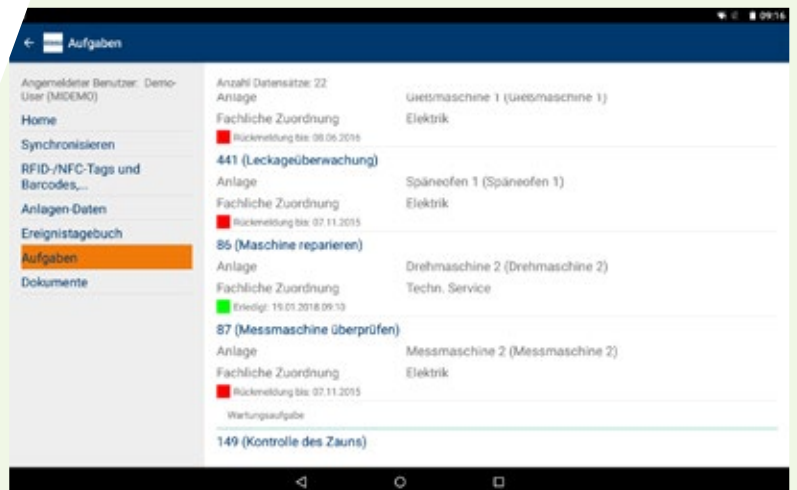 09:16
Aufgaben
Angemeldeter Benutzer: Demo-
User (MIDEMO)
Home
Synchronisieren
RFID-/NFC-Tags und
Barcodes,...
Anlagen-Daten
Ereignistagebuch
Aufgaben
Dokumente
Anzahl Datensätze: 22
Anlage Gießmaschine 1 (Gießmaschine 1)
Fachliche Zuordnung Elektrik
Rückmeldung bis: 08.06.2016
441 (Leckageüberwachung)
Anlage Späneofen 1 (Späneofen 1)
Fachliche Zuordnung Elektrik
Rückmeldung bis: 07.11.2015
86 (Maschine reparieren)
Anlage Drehmaschine 2 (Drehmaschine 2)
Fachliche Zuordnung Techn. Service
Erledigt: 19.01.2018 09:10
87 (Messmaschine überprüfen)
Anlage Messmaschine 2 (Messmaschine 2)
Fachliche Zuordnung Elektrik
Rückmeldung bis: 07.11.2015
Wartungsaufgabe
149 (Kontrolle des Zauns)